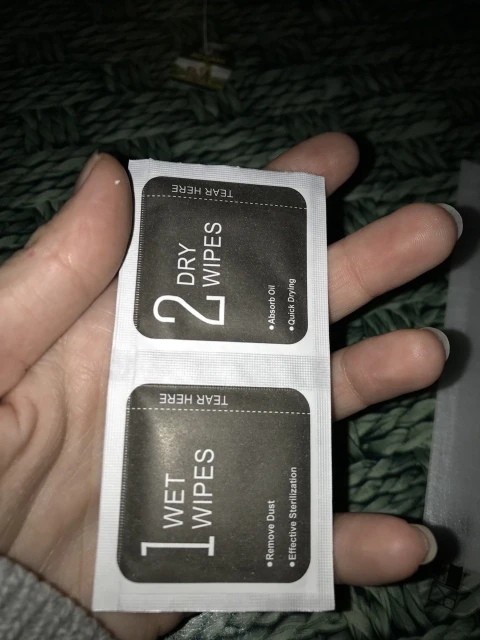 TEAR HERE
1 WET
WIPES
●Remove Dust
●Effective Sterilization
TEAR HERE
2 DRY
WIPES
●Absorb Oil
●Quick Drying